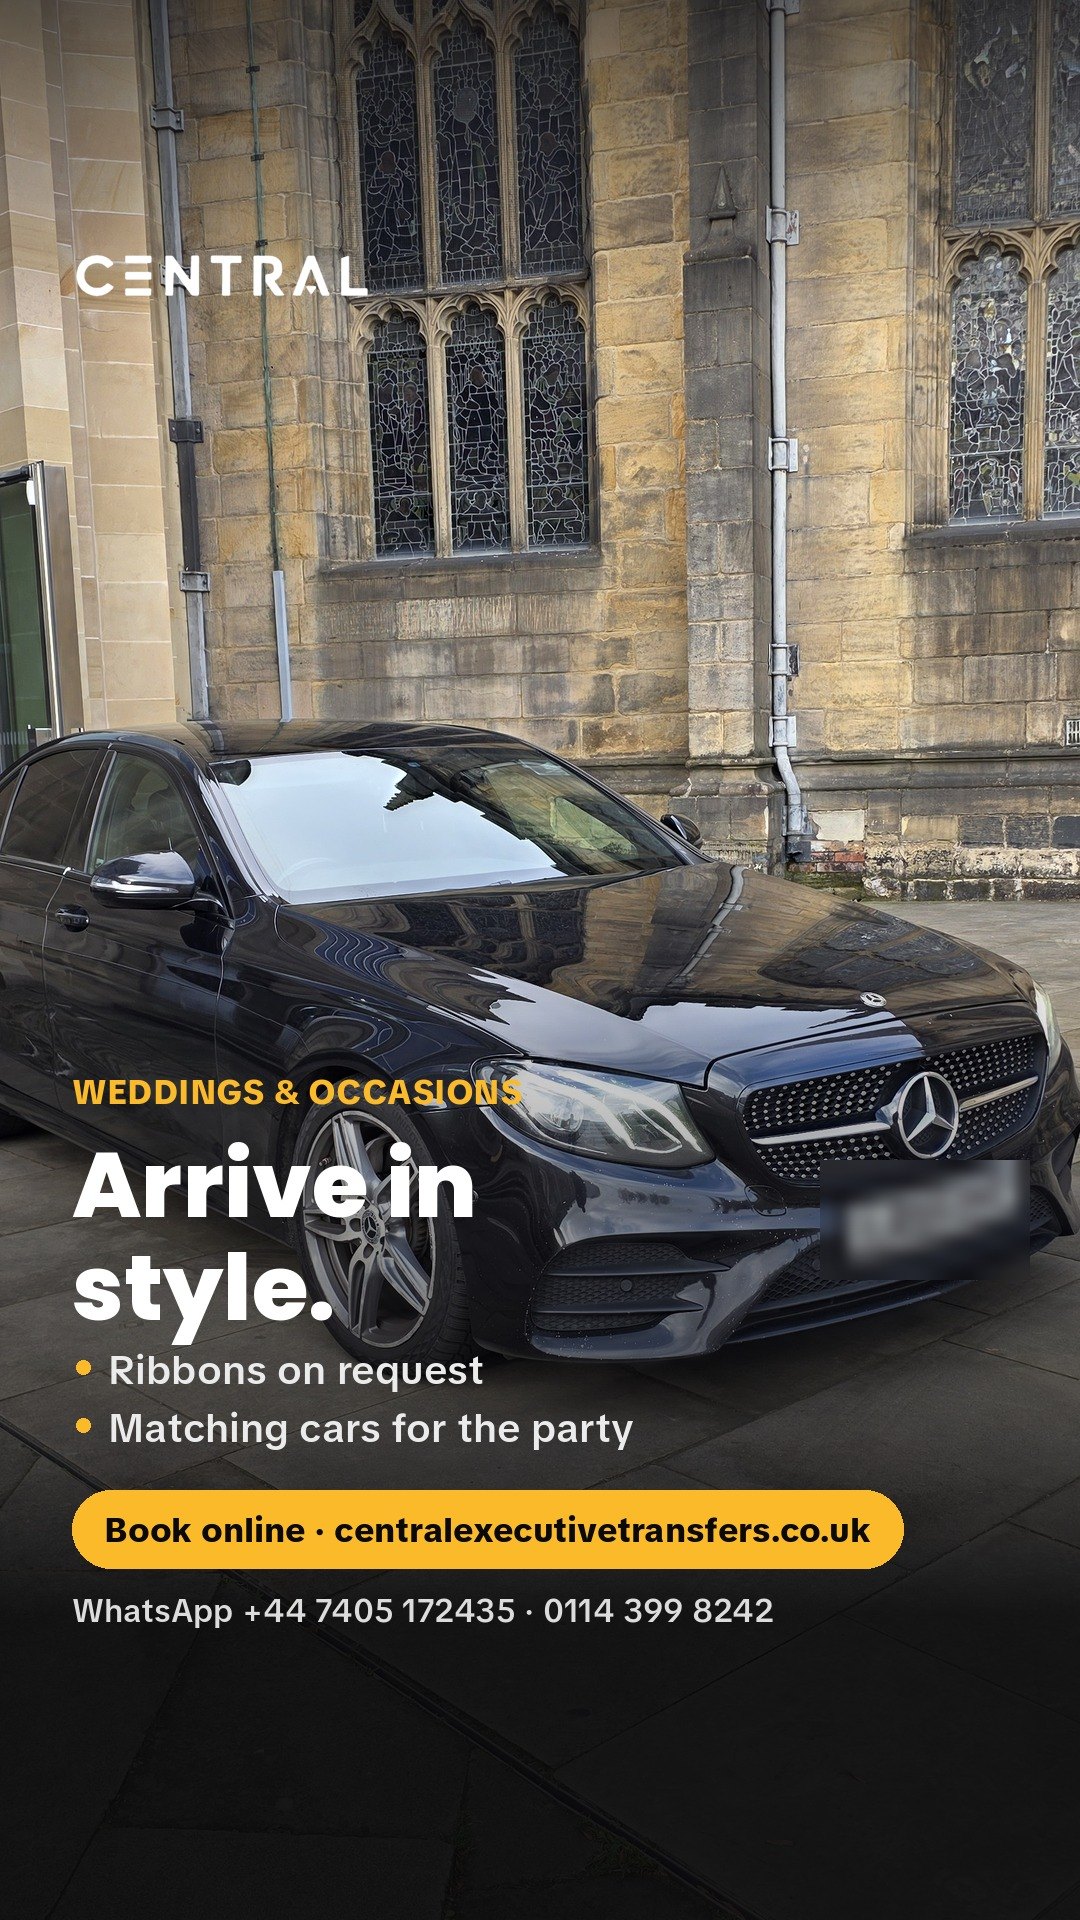 CENTRAL
WEDDINGS & OCCASIONS
Arrive in
style.
Ribbons on request
Matching cars for the party
Book online · centralexecutivetransfers.co.uk
WhatsApp +44 7405 172435 · 0114 399 8242